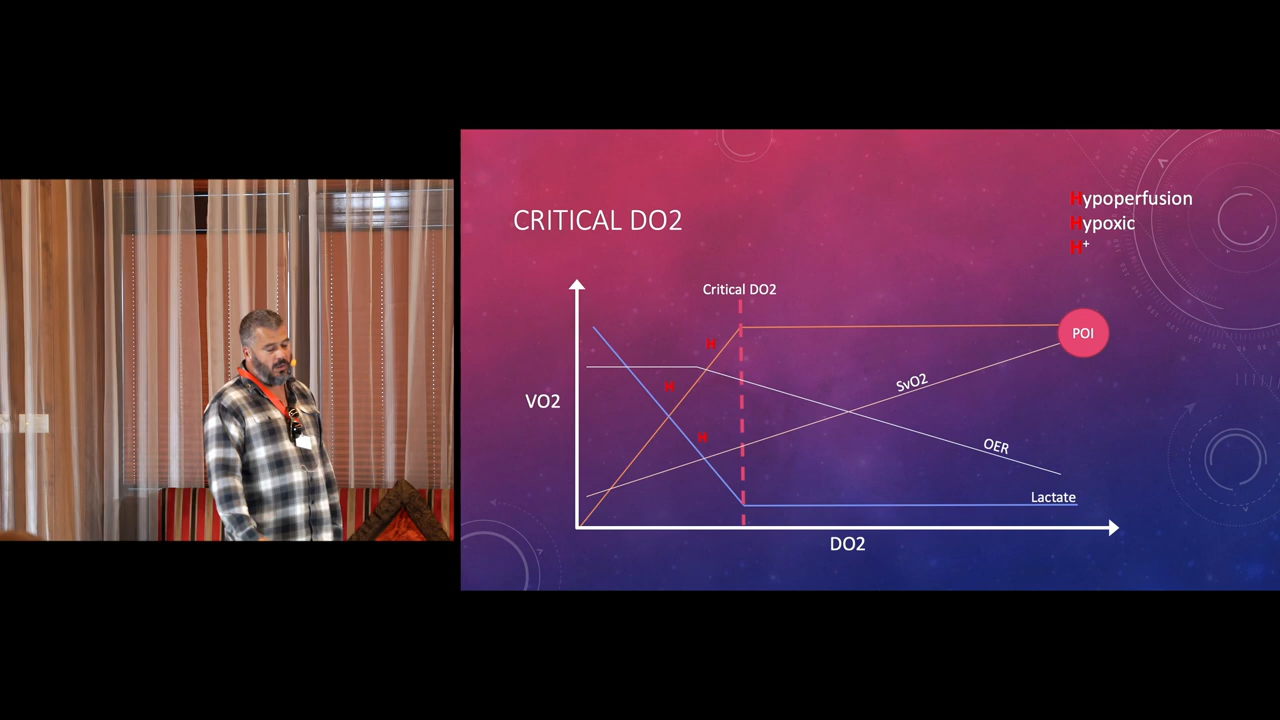 CRITICAL DO2
Hypoperfusion
Hypoxic
H⁺
Critical DO2
H
H
H
VO2
POI
SvO2
OER
Lactate
DO2